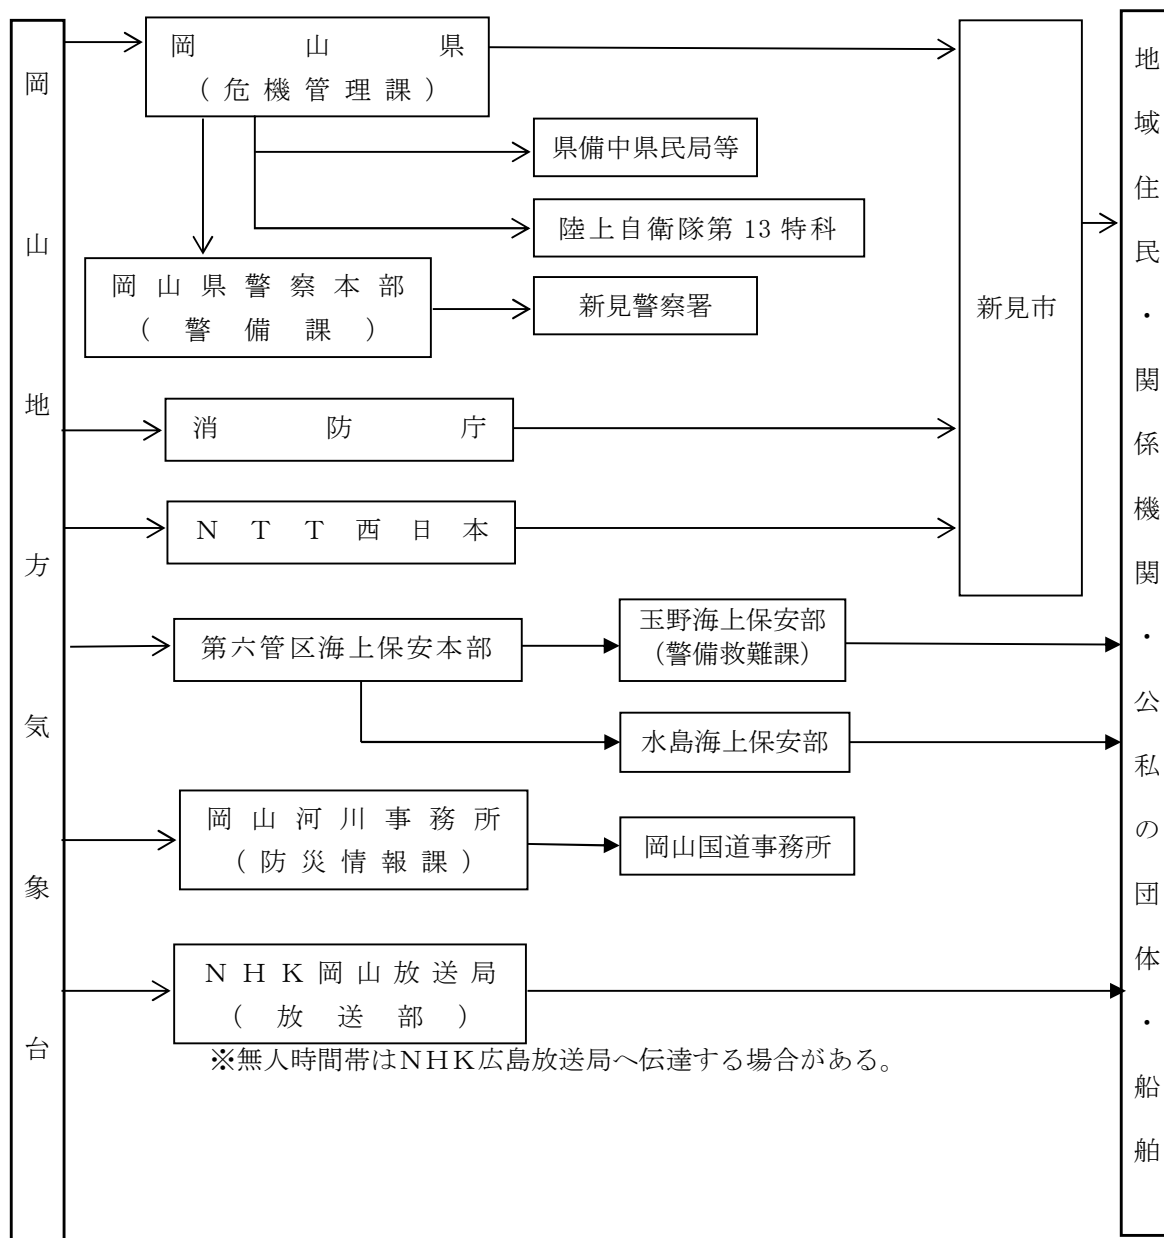 岡山地方気象台
岡山県
(危機管理課)
県備中県民局等
陸上自衛隊第 13 特科
岡山県警察本部
(警備課)
新見警察署
消防庁
NTT西日本
新見市
第六管区海上保安本部
玉野海上保安部
(警備救難課)
水島海上保安部
岡山河川事務所
(防災情報課)
岡山国道事務所
NHK岡山放送局
(放送部)
※無人時間帯はNHK広島放送局へ伝達する場合がある。
地域住民・関係機関・公私の団体・船舶